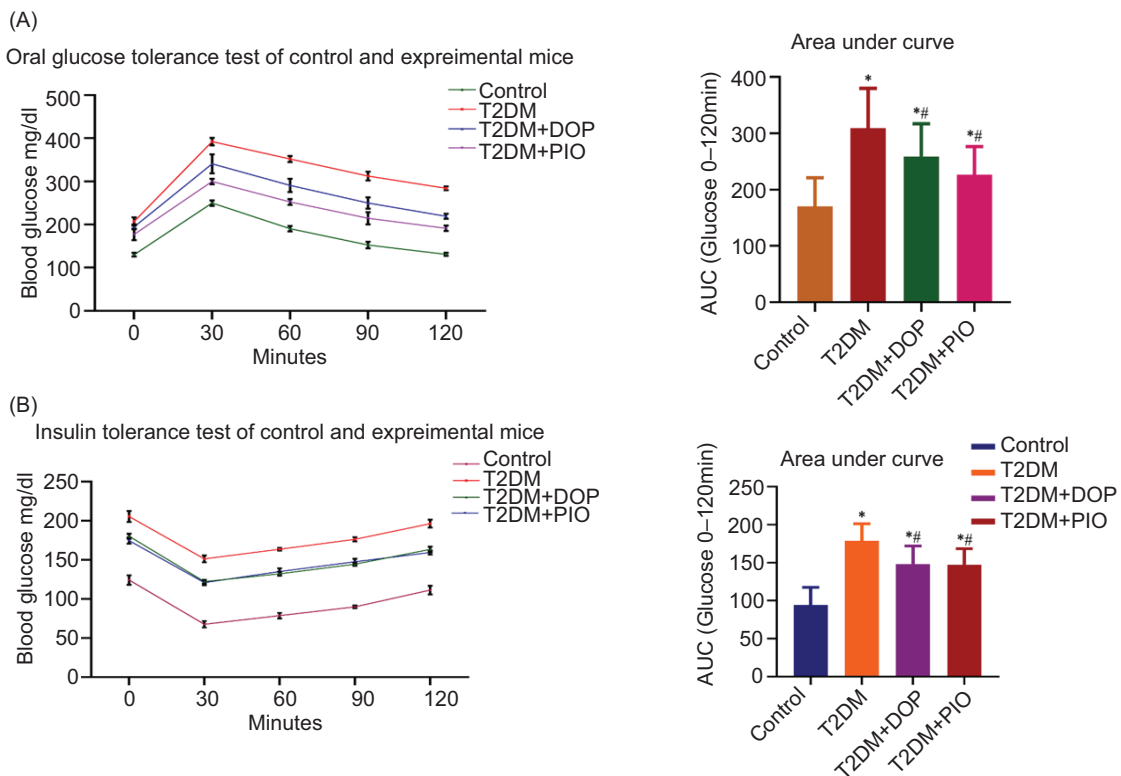 (A)
Oral glucose tolerance test of control and expreimental mice
Control
T2DM
T2DM+DOP
T2DM+PIO
Blood glucose mg/dl
500
400
300
200
100
0
0 30 60 90 120
Minutes
Area under curve
AUC (Glucose 0–120min)
400
300
200
100
0
*
*#
*#
Control
T2DM
T2DM+DOP
T2DM+PIO
(B)
Insulin tolerance test of control and expreimental mice
Control
T2DM
T2DM+DOP
T2DM+PIO
Blood glucose mg/dl
250
200
150
100
50
0
0 30 60 90 120
Minutes
Area under curve
Control
T2DM
T2DM+DOP
T2DM+PIO
AUC (Glucose 0–120min)
250
200
150
100
50
0
*
*#
*#
Control
T2DM
T2DM+DOP
T2DM+PIO